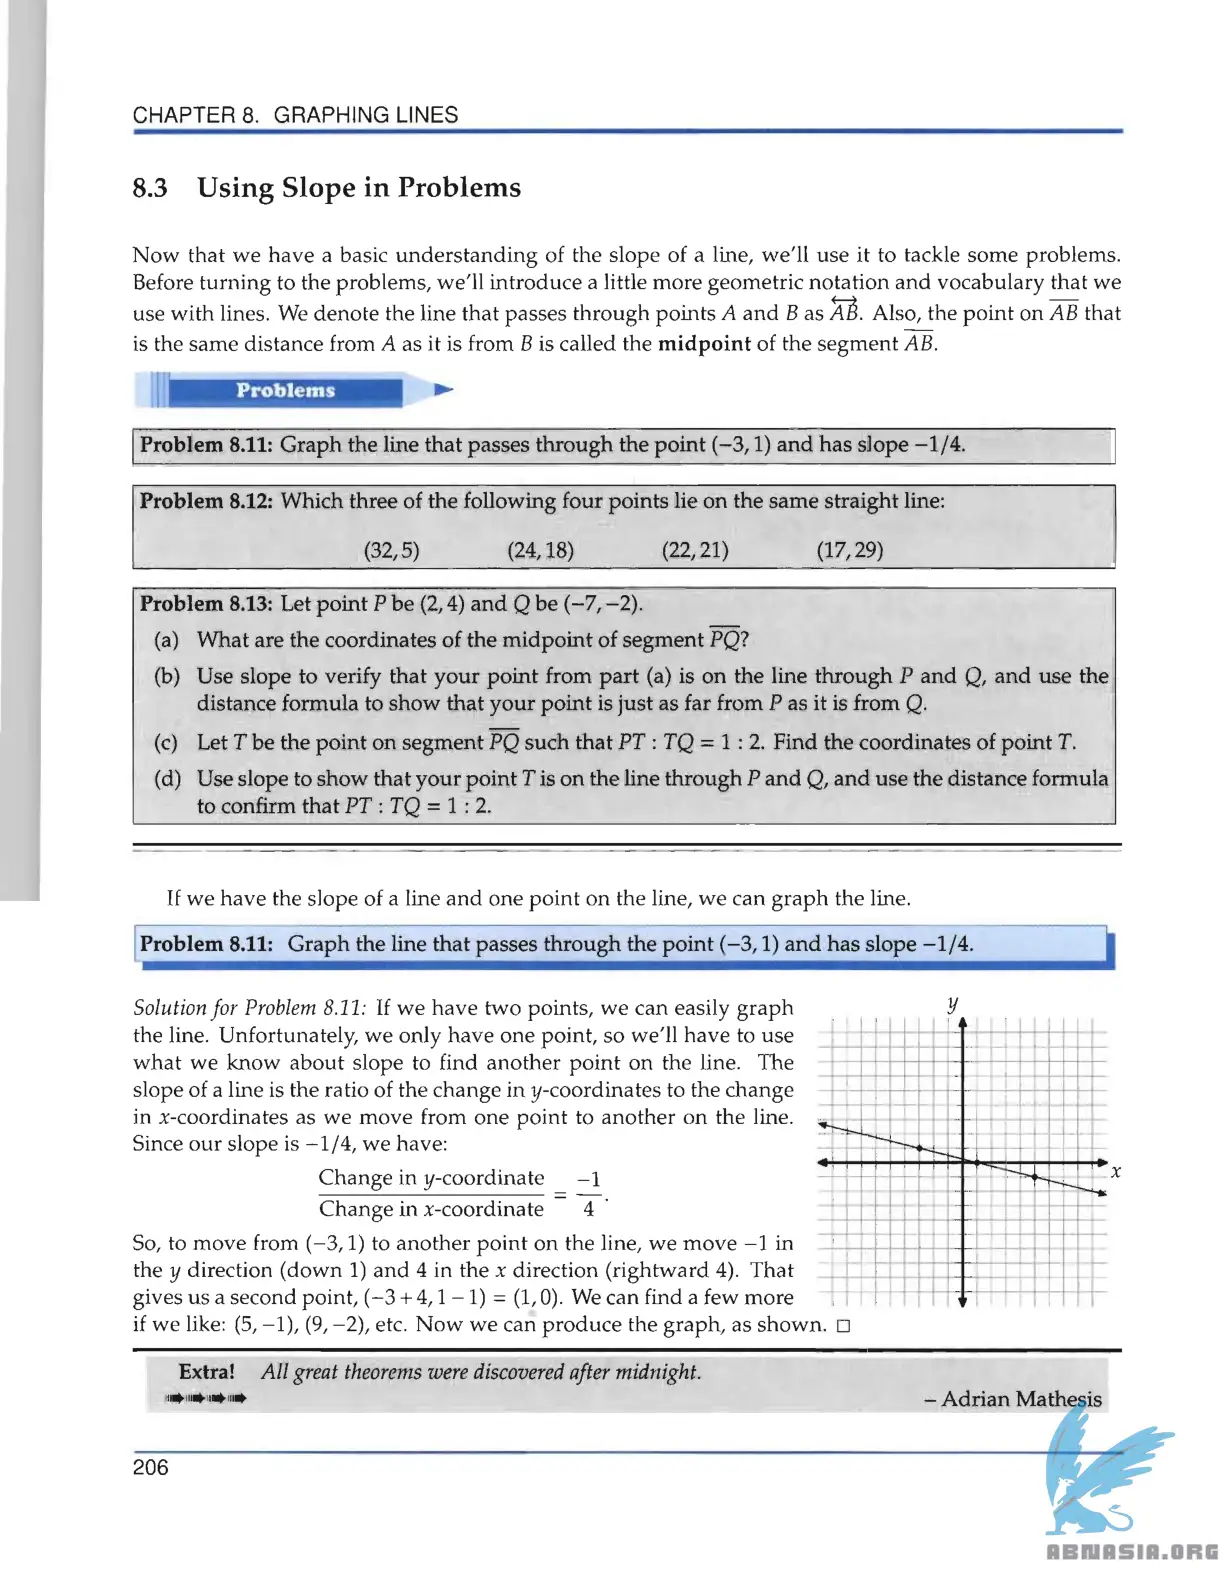 CHAPTER 8. GRAPHING LINES
8.3 Using Slope in Problems
Now that we have a basic understanding of the slope of a line, we'll use it to tackle some problems.
Before turning to the problems, we'll introduce a little more geometric notation and vocabulary that we
use with lines. We denote the line that passes through points A and B as \overleftrightarrow{AB}. Also, the point on \overline{AB} that
is the same distance from A as it is from B is called the midpoint of the segment \overline{AB}.
Problems
Problem 8.11: Graph the line that passes through the point (−3, 1) and has slope −1/4.
Problem 8.12: Which three of the following four points lie on the same straight line:
(32, 5) (24, 18) (22, 21) (17, 29)
Problem 8.13: Let point P be (2, 4) and Q be (−7, −2).
(a) What are the coordinates of the midpoint of segment \overline{PQ}?
(b) Use slope to verify that your point from part (a) is on the line through P and Q, and use the
distance formula to show that your point is just as far from P as it is from Q.
(c) Let T be the point on segment \overline{PQ} such that PT : TQ = 1 : 2. Find the coordinates of point T.
(d) Use slope to show that your point T is on the line through P and Q, and use the distance formula
to confirm that PT : TQ = 1 : 2.
If we have the slope of a line and one point on the line, we can graph the line.
Problem 8.11: Graph the line that passes through the point (−3, 1) and has slope −1/4.
Solution for Problem 8.11: If we have two points, we can easily graph
the line. Unfortunately, we only have one point, so we'll have to use
what we know about slope to find another point on the line. The
slope of a line is the ratio of the change in y-coordinates to the change
in x-coordinates as we move from one point to another on the line.
Since our slope is −1/4, we have:
Change in y-coordinate −1
=
Change in x-coordinate 4 .
So, to move from (−3, 1) to another point on the line, we move −1 in
the y direction (down 1) and 4 in the x direction (rightward 4). That
gives us a second point, (−3 + 4, 1 − 1) = (1, 0). We can find a few more
if we like: (5, −1), (9, −2), etc. Now we can produce the graph, as shown. □
y
x
Extra! All great theorems were discovered after midnight.
– Adrian Mathesis
206
ABNASIA.ORG